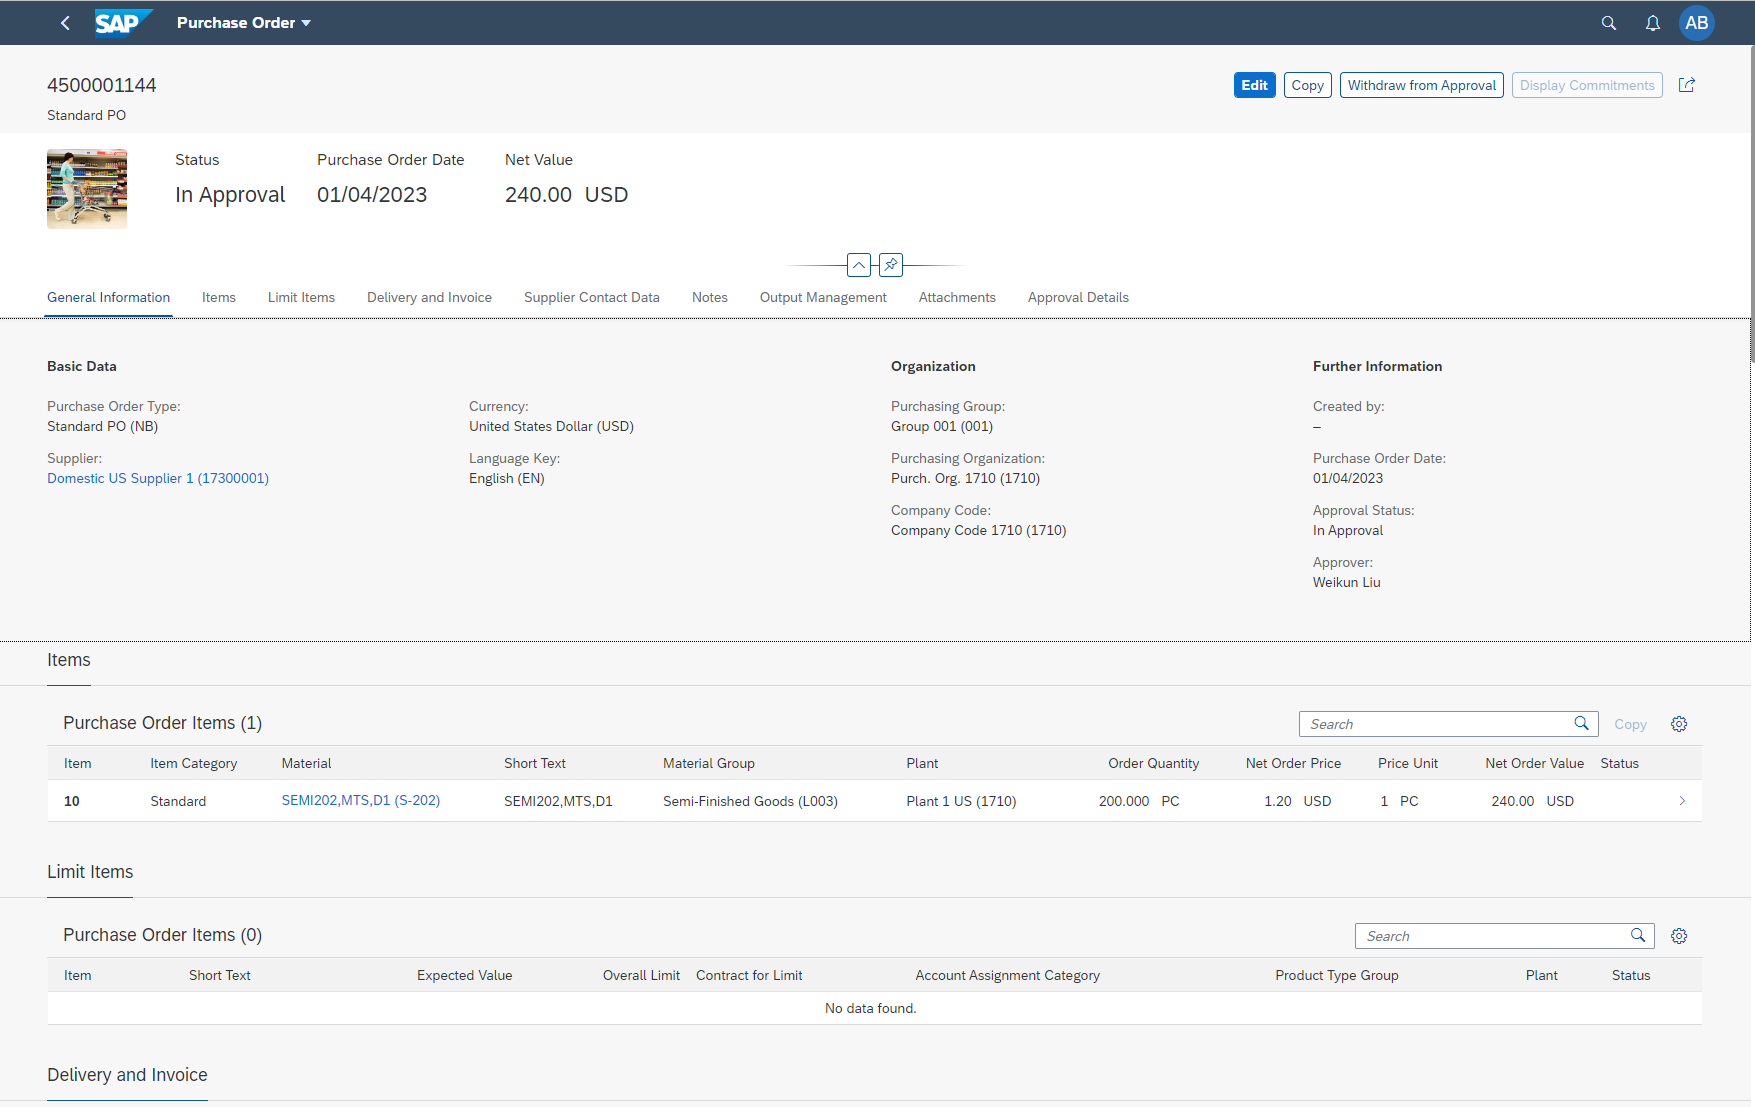 SAP Purchase Order AB
4500001144 Edit Copy Withdraw from Approval Display Commitments
Standard PO
Status Purchase Order Date Net Value
In Approval 01/04/2023 240.00 USD
General Information Items Limit Items Delivery and Invoice Supplier Contact Data Notes Output Management Attachments Approval Details
Basic Data Organization Further Information
Purchase Order Type: Currency: Purchasing Group: Created by:
Standard PO (NB) United States Dollar (USD) Group 001 (001) –
Supplier: Language Key: Purchasing Organization: Purchase Order Date:
Domestic US Supplier 1 (17300001) English (EN) Purch. Org. 1710 (1710) 01/04/2023
Company Code: Approval Status:
Company Code 1710 (1710) In Approval
Approver:
Weikun Liu
Items
Purchase Order Items (1) Search Copy
Item Item Category Material Short Text Material Group Plant Order Quantity Net Order Price Price Unit Net Order Value Status
10 Standard SEMI202,MTS,D1 (S-202) SEMI202,MTS,D1 Semi-Finished Goods (L003) Plant 1 US (1710) 200.000 PC 1.20 USD 1 PC 240.00 USD
Limit Items
Purchase Order Items (0) Search
Item Short Text Expected Value Overall Limit Contract for Limit Account Assignment Category Product Type Group Plant Status
No data found.
Delivery and Invoice